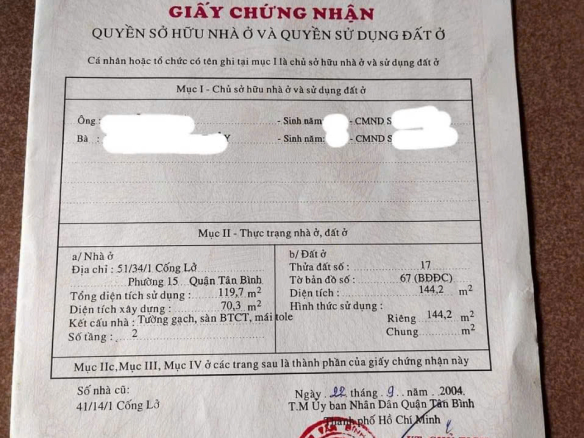 GIẤY CHỨNG NHẬN
QUYỀN SỞ HỮU NHÀ Ở VÀ QUYỀN SỬ DỤNG ĐẤT Ở
Cá nhân hoặc tổ chức có tên ghi tại mục I là chủ sở hữu nhà ở và sử dụng đất ở
Mục I - Chủ sở hữu nhà ở và sử dụng đất ở
Ông : - Sinh năm: - CMND S
Bà : - Sinh năm: - CMND S
Mục II - Thực trạng nhà ở, đất ở
a/ Nhà ở
Địa chỉ : 51/34/1 Cống Lở
Phường 15 Quận Tân Bình
Tổng diện tích sử dụng : 119,7 m2
Diện tích xây dựng : 70,3 m2
Kết cấu nhà : Tường gạch, sàn BTCT, mái tole
Số tầng : 2
b/ Đất ở
Thửa đất số : 17
Tờ bản đồ số : 67 (BĐĐC)
Diện tích : 144,2 m2
Hình thức sử dụng :
Riêng 144,2 m2
Chung m2
Mục IIc, Mục III, Mục IV ở các trang sau là thành phần của giấy chứng nhận này
Số nhà cũ:
41/14/1 Cống Lở
Ngày 22 tháng 9 năm 2004
T.M Ủy ban Nhân Dân Quận Tân Bình
Thành phố Hồ Chí Minh